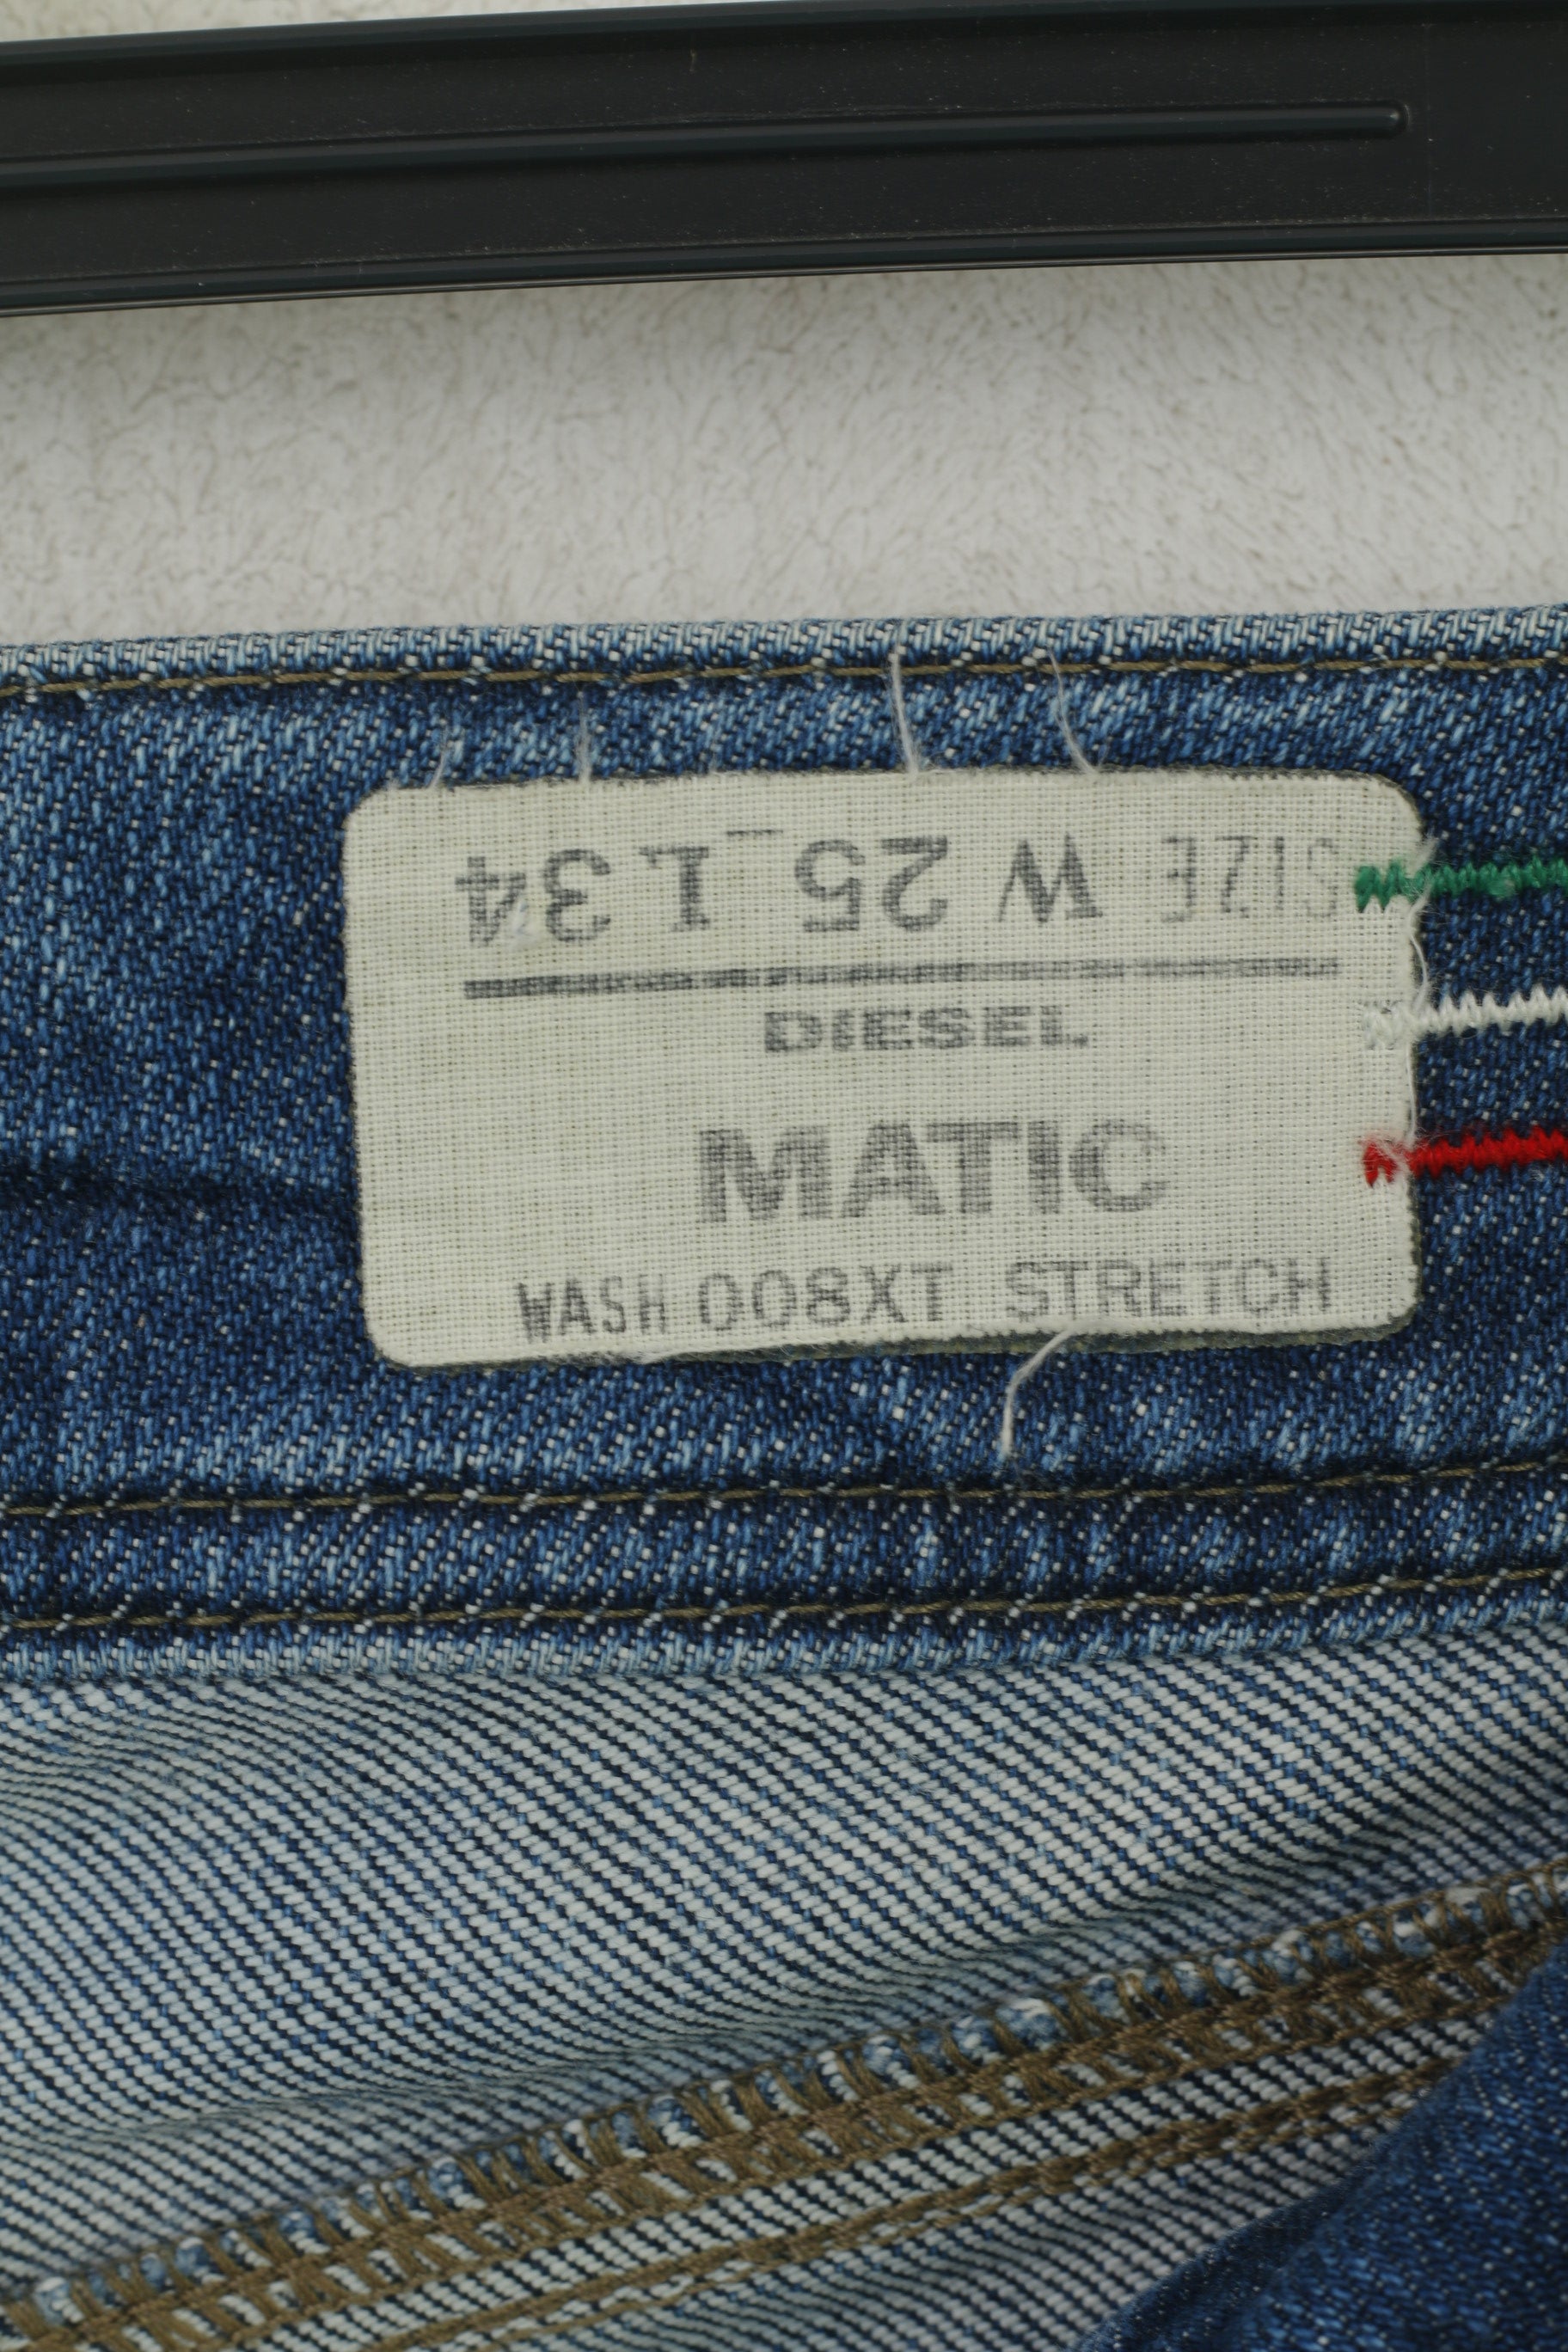 SIZE W 25 L 34
DIESEL
MATIC
WASH 008XT STRETCH